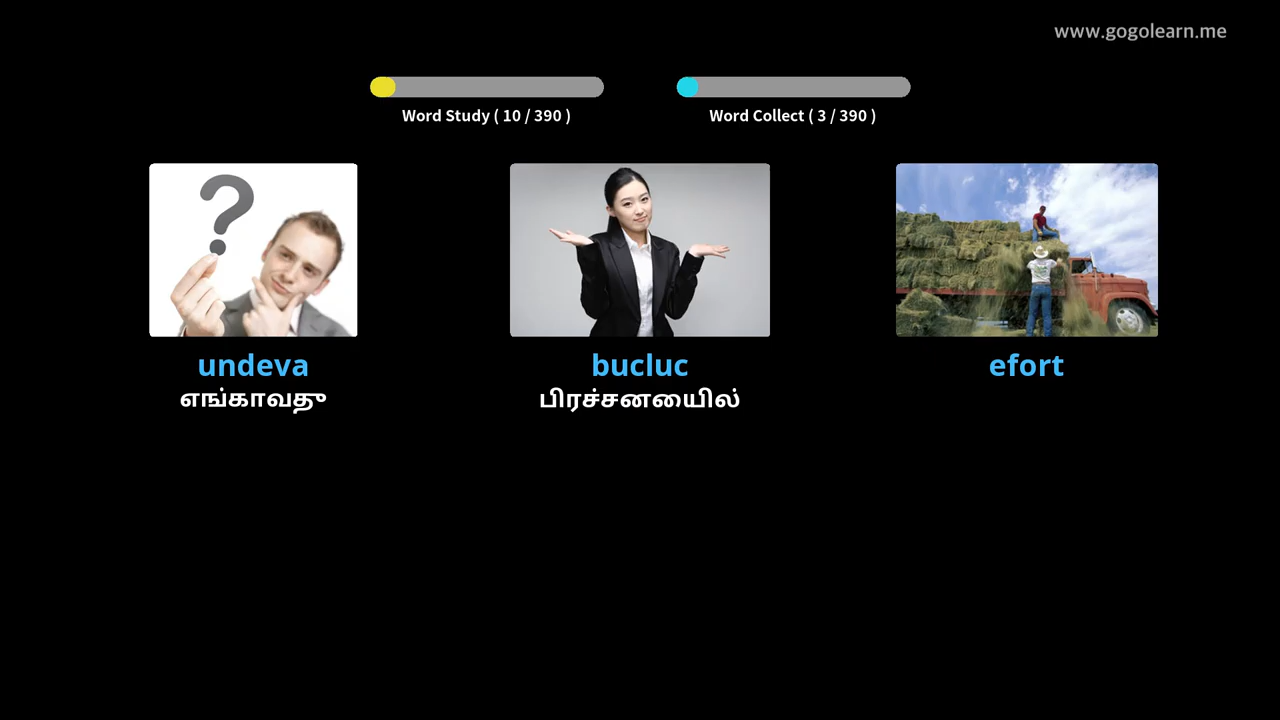 www.gogolearn.me
Word Study ( 10 / 390 )
Word Collect ( 3 / 390 )
?
undeva
எங்காவது
bucluc
பிரச்சனையில்
efort